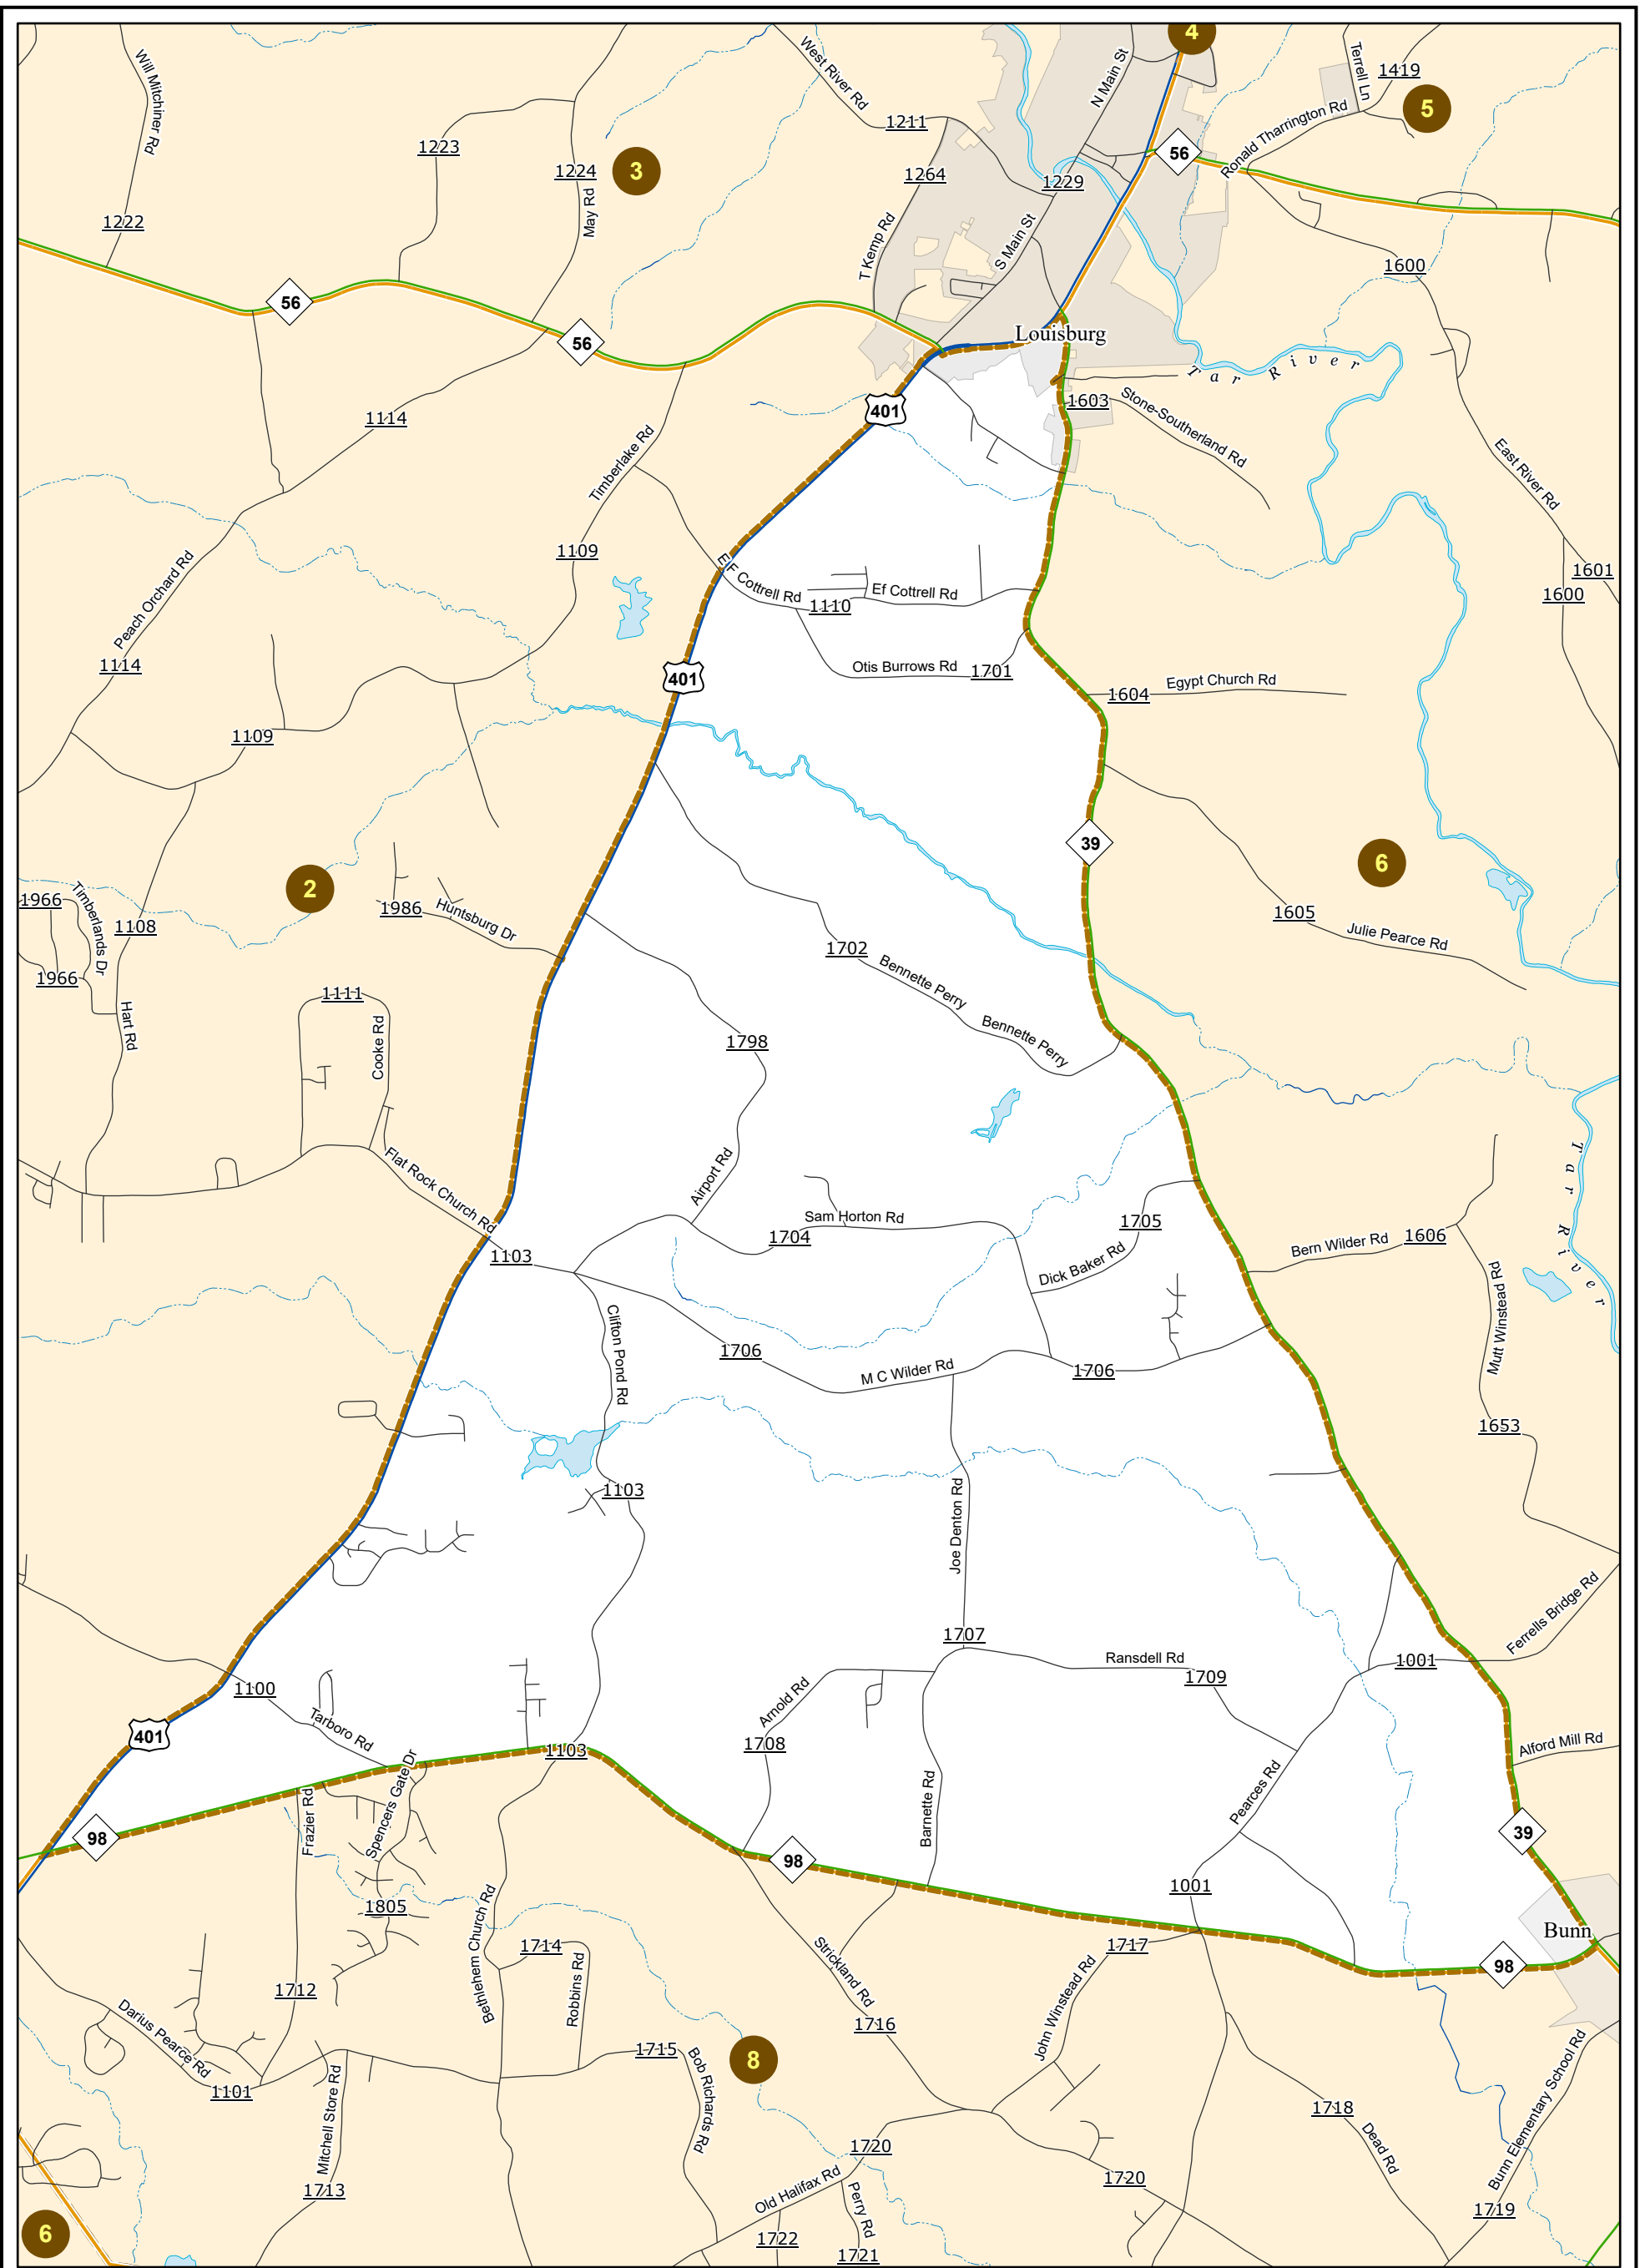 4
West River Rd
N Main St
Terrell Ln
1419
Will Mitchiner Rd
5
Ronald Tharrington Rd
1211
1223
56
1224
3
1264
1229
May Rd
1222
T Kemp Rd
S Main St
1600
56
56
Louisburg
Tar River
401
1603
Stone-Southerland Rd
1114
Timberlake Rd
East River Rd
1109
E F Cottrell Rd
Ef Cottrell Rd
1110
1601
1600
Peach Orchard Rd
1114
Otis Burrows Rd
1701
401
1604
Egypt Church Rd
1109
39
6
2
1966
Timberlands Dr
1986
Huntsburg Dr
1108
1605
Julie Pearce Rd
1702
Bennette Perry
1966
1111
Hart Rd
Cooke Rd
Bennette Perry
1798
Flat Rock Church Rd
Airport Rd
Tar River
Sam Horton Rd
1704
1705
1103
Dick Baker Rd
Bern Wilder Rd
1606
Mutt Winstead Rd
Clifton Pond Rd
1706
M C Wilder Rd
1706
1653
1103
Joe Denton Rd
Ferrells Bridge Rd
1707
Ransdell Rd
1001
1709
1100
Arnold Rd
Tarboro Rd
401
1708
1103
Alford Mill Rd
Spencers Gate Dr
Frazier Rd
Barnette Rd
Pearces Rd
98
98
39
1805
1001
Bethlehem Church Rd
Bunn
1714
Strickland Rd
1717
98
Robbins Rd
1712
John Winstead Rd
1716
Darius Pearce Rd
1715
8
1101
Mitchell Store Rd
Bob Richards Rd
Bunn Elementary School Rd
1718
Dead Rd
1720
1720
1713
Old Halifax Rd
Perry Rd
1719
6
1722
1721